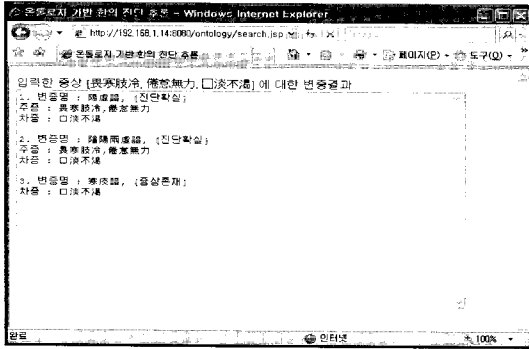 온톨로지 기반 한의 진단 추론 - Windows Internet Explorer
http://192.168.1.14:8080/ontology/search.jsp
온톨로지 기반 한의 진단 추론
페이지(P)
도구(O)
입력한 증상 [畏寒肢冷, 倦怠無力, 口淡不渴] 에 대한 변증결과
1. 변증명 : 陽虛證, [진단확실]
주증 : 畏寒肢冷,倦怠無力
차증 : 口淡不渴
2. 변증명 : 陰陽兩虛證, [진단확실]
주증 : 畏寒肢冷,倦怠無力
차증 : 口淡不渴
3. 변증명 : 寒痰證, [증상존재]
차증 : 口淡不渴
완료
인터넷
100%